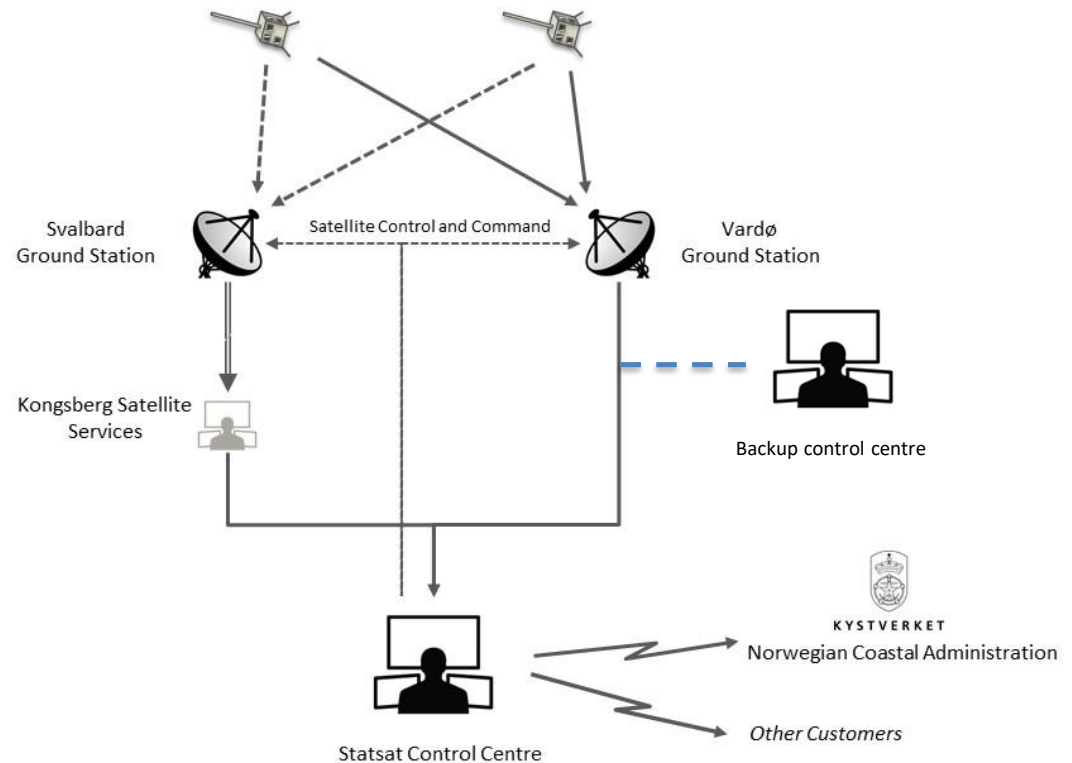 Svalbard
Ground Station
Satellite Control and Command
Vardø
Ground Station
Kongsberg Satellite
Services
Backup control centre
KYSTVERKET
Norwegian Coastal Administration
Other Customers
Statsat Control Centre